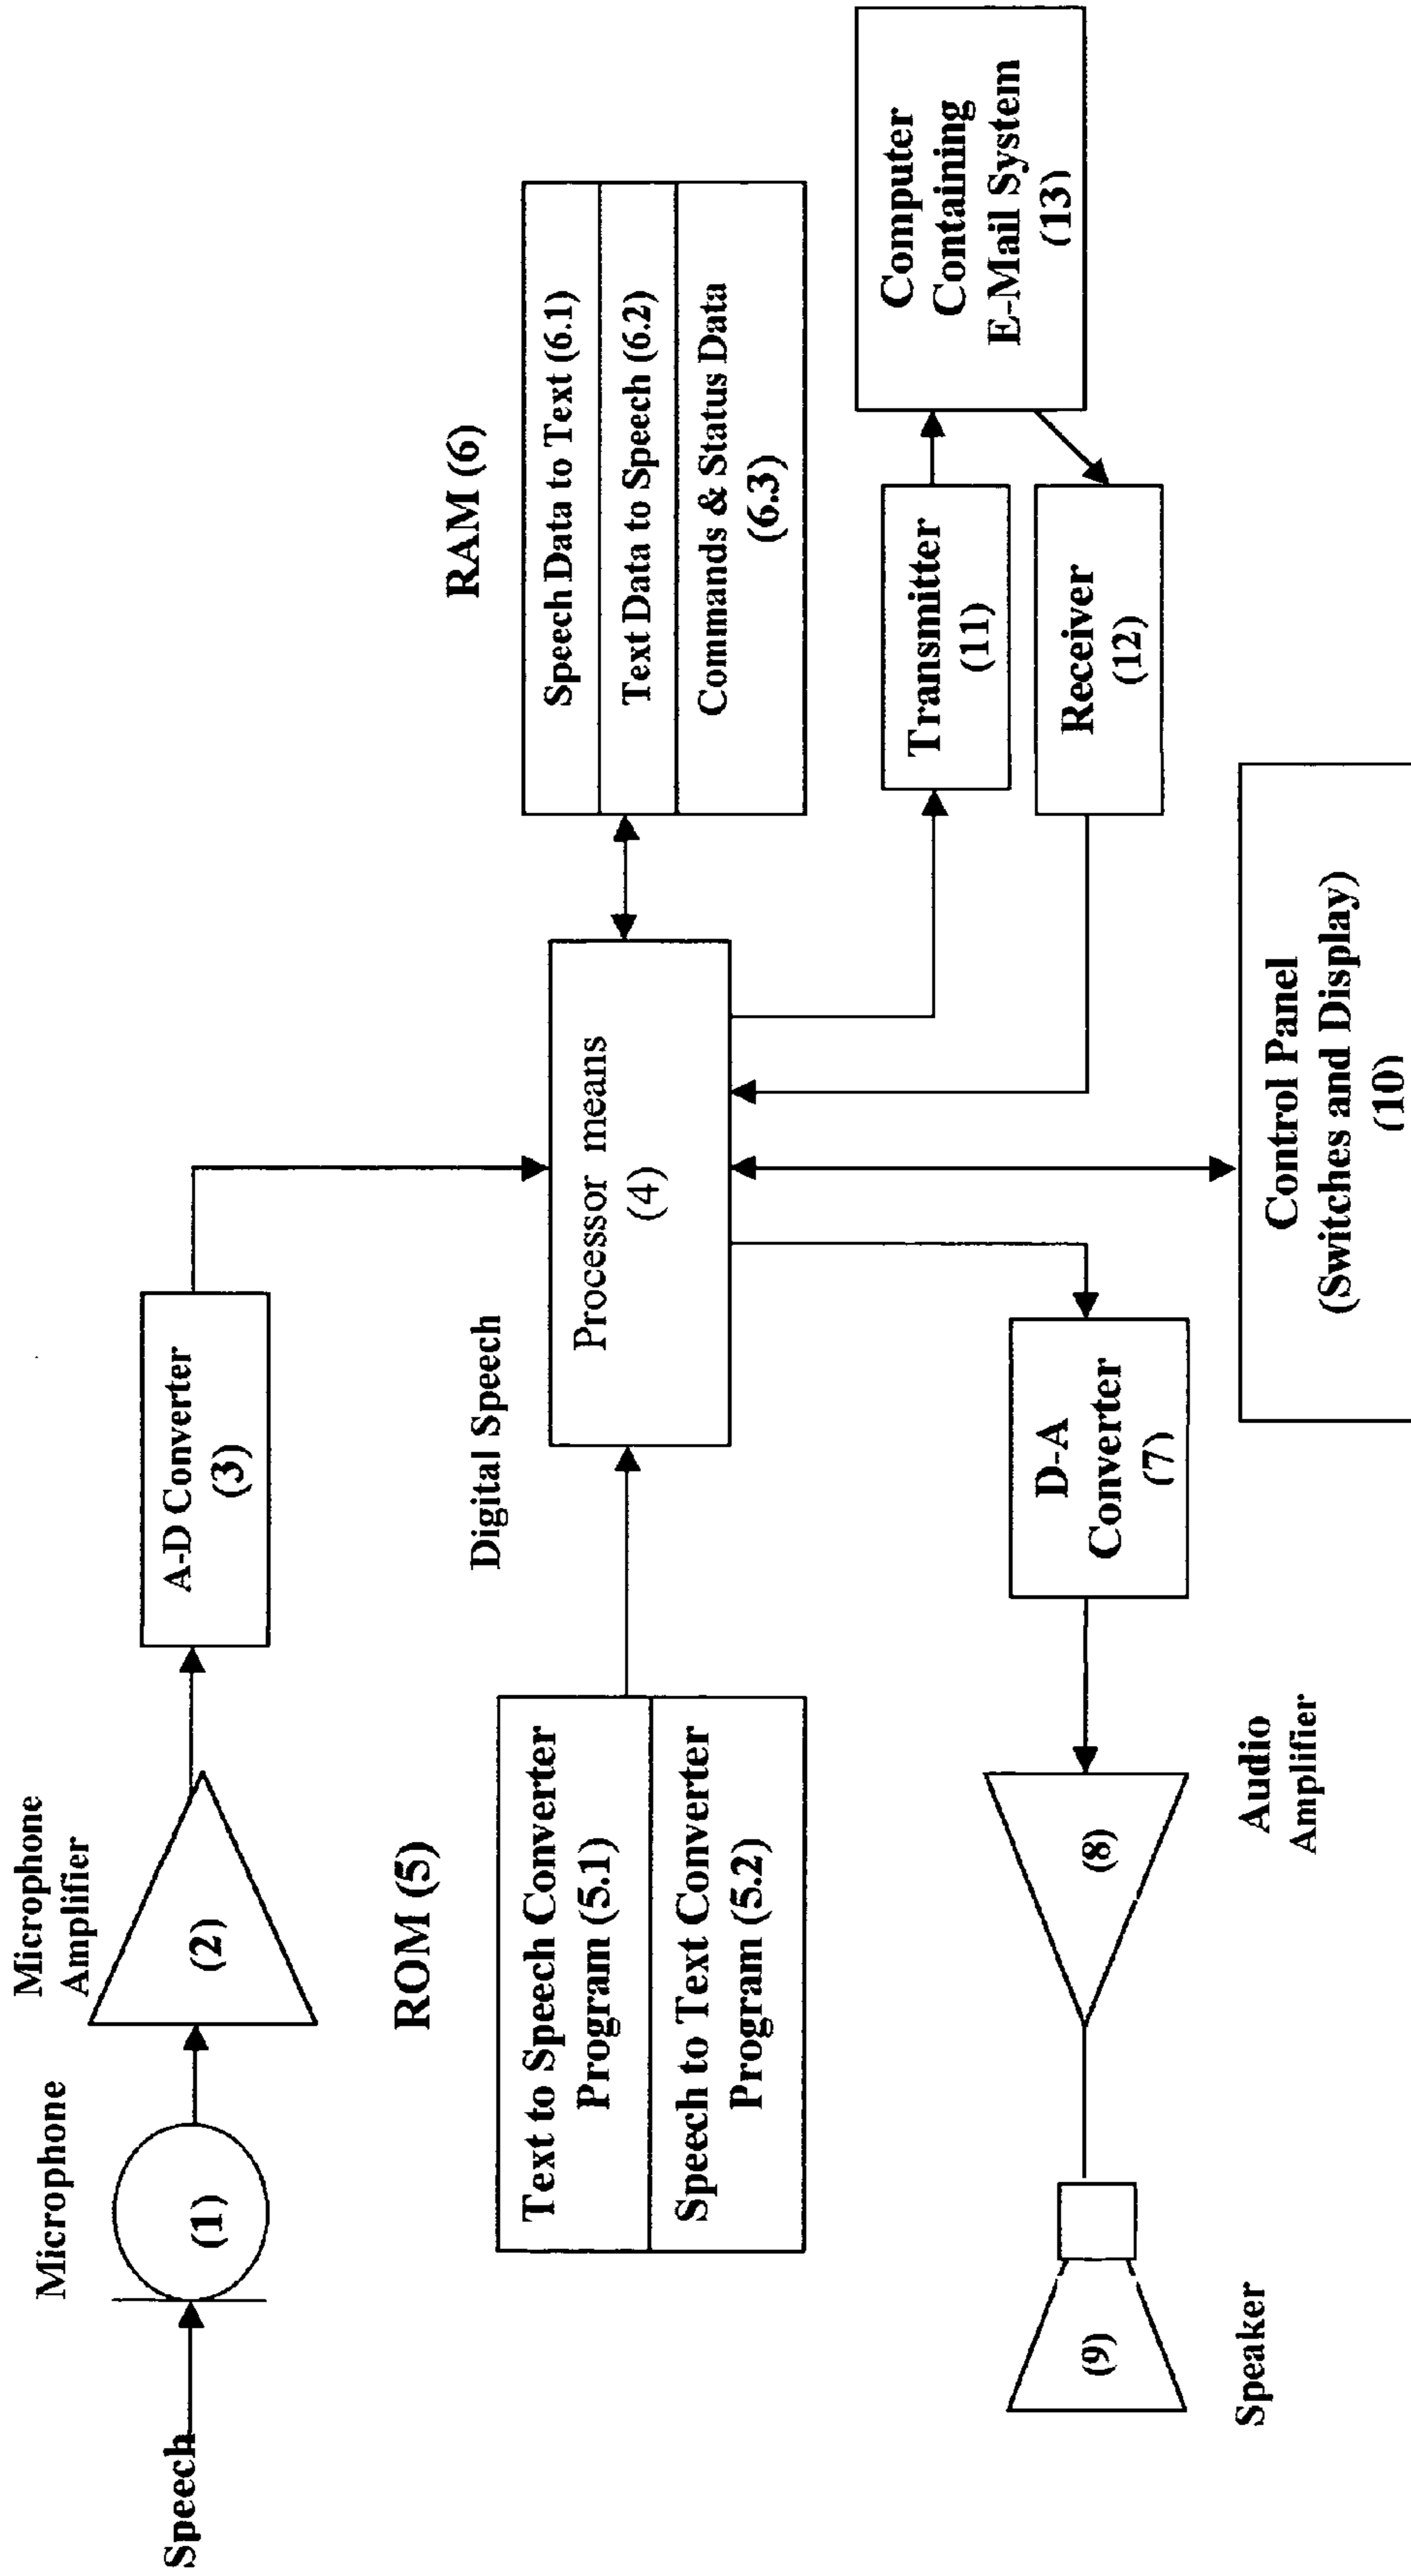 Speech
Microphone
(1)
Microphone
Amplifier
(2)
A-D Converter
(3)
ROM (5)
Text to Speech Converter
Program (5.1)
Speech to Text Converter
Program (5.2)
Digital Speech
Processor means
(4)
RAM (6)
Speech Data to Text (6.1)
Text Data to Speech (6.2)
Commands & Status Data
(6.3)
Transmitter
(11)
Receiver
(12)
Computer
Containing
E-Mail System
(13)
Speaker
(9)
Audio
Amplifier
(8)
D-A
Converter
(7)
Control Panel
(Switches and Display)
(10)